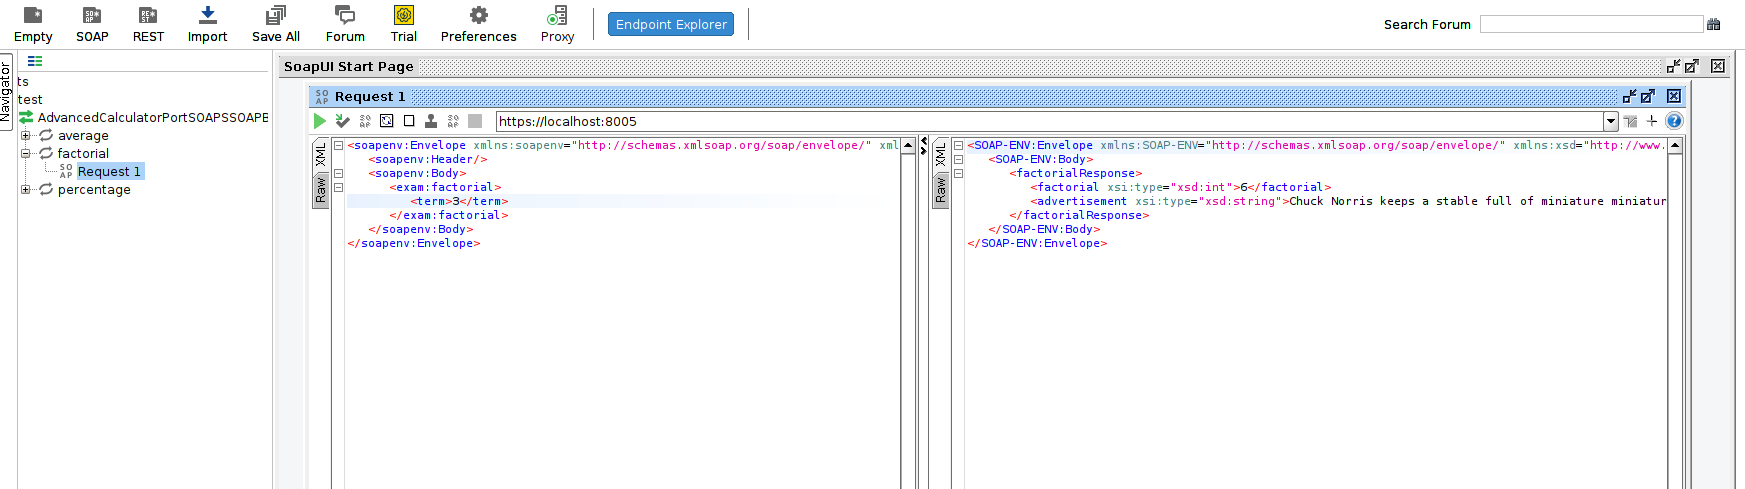 Empty SOAP REST Import Save All Forum Trial Preferences Proxy Endpoint Explorer Search Forum
Navigator
SoapUI Start Page
ts
test
Request 1
AdvancedCalculatorPortSOAPSSOAPE
https://localhost:8005
average
factorial
Request 1
percentage
XML
Raw
<soapenv:Envelope xmlns:soapenv="http://schemas.xmlsoap.org/soap/envelope/" xml
<soapenv:Header/>
<soapenv:Body>
<exam:factorial>
<term>3</term>
</exam:factorial>
</soapenv:Body>
</soapenv:Envelope>
XML
Raw
<SOAP-ENV:Envelope xmlns:SOAP-ENV="http://schemas.xmlsoap.org/soap/envelope/" xmlns:xsd="http://www.
<SOAP-ENV:Body>
<factorialResponse>
<factorial xsi:type="xsd:int">6</factorial>
<advertisement xsi:type="xsd:string">Chuck Norris keeps a stable full of miniature miniatur
</factorialResponse>
</SOAP-ENV:Body>
</SOAP-ENV:Envelope>